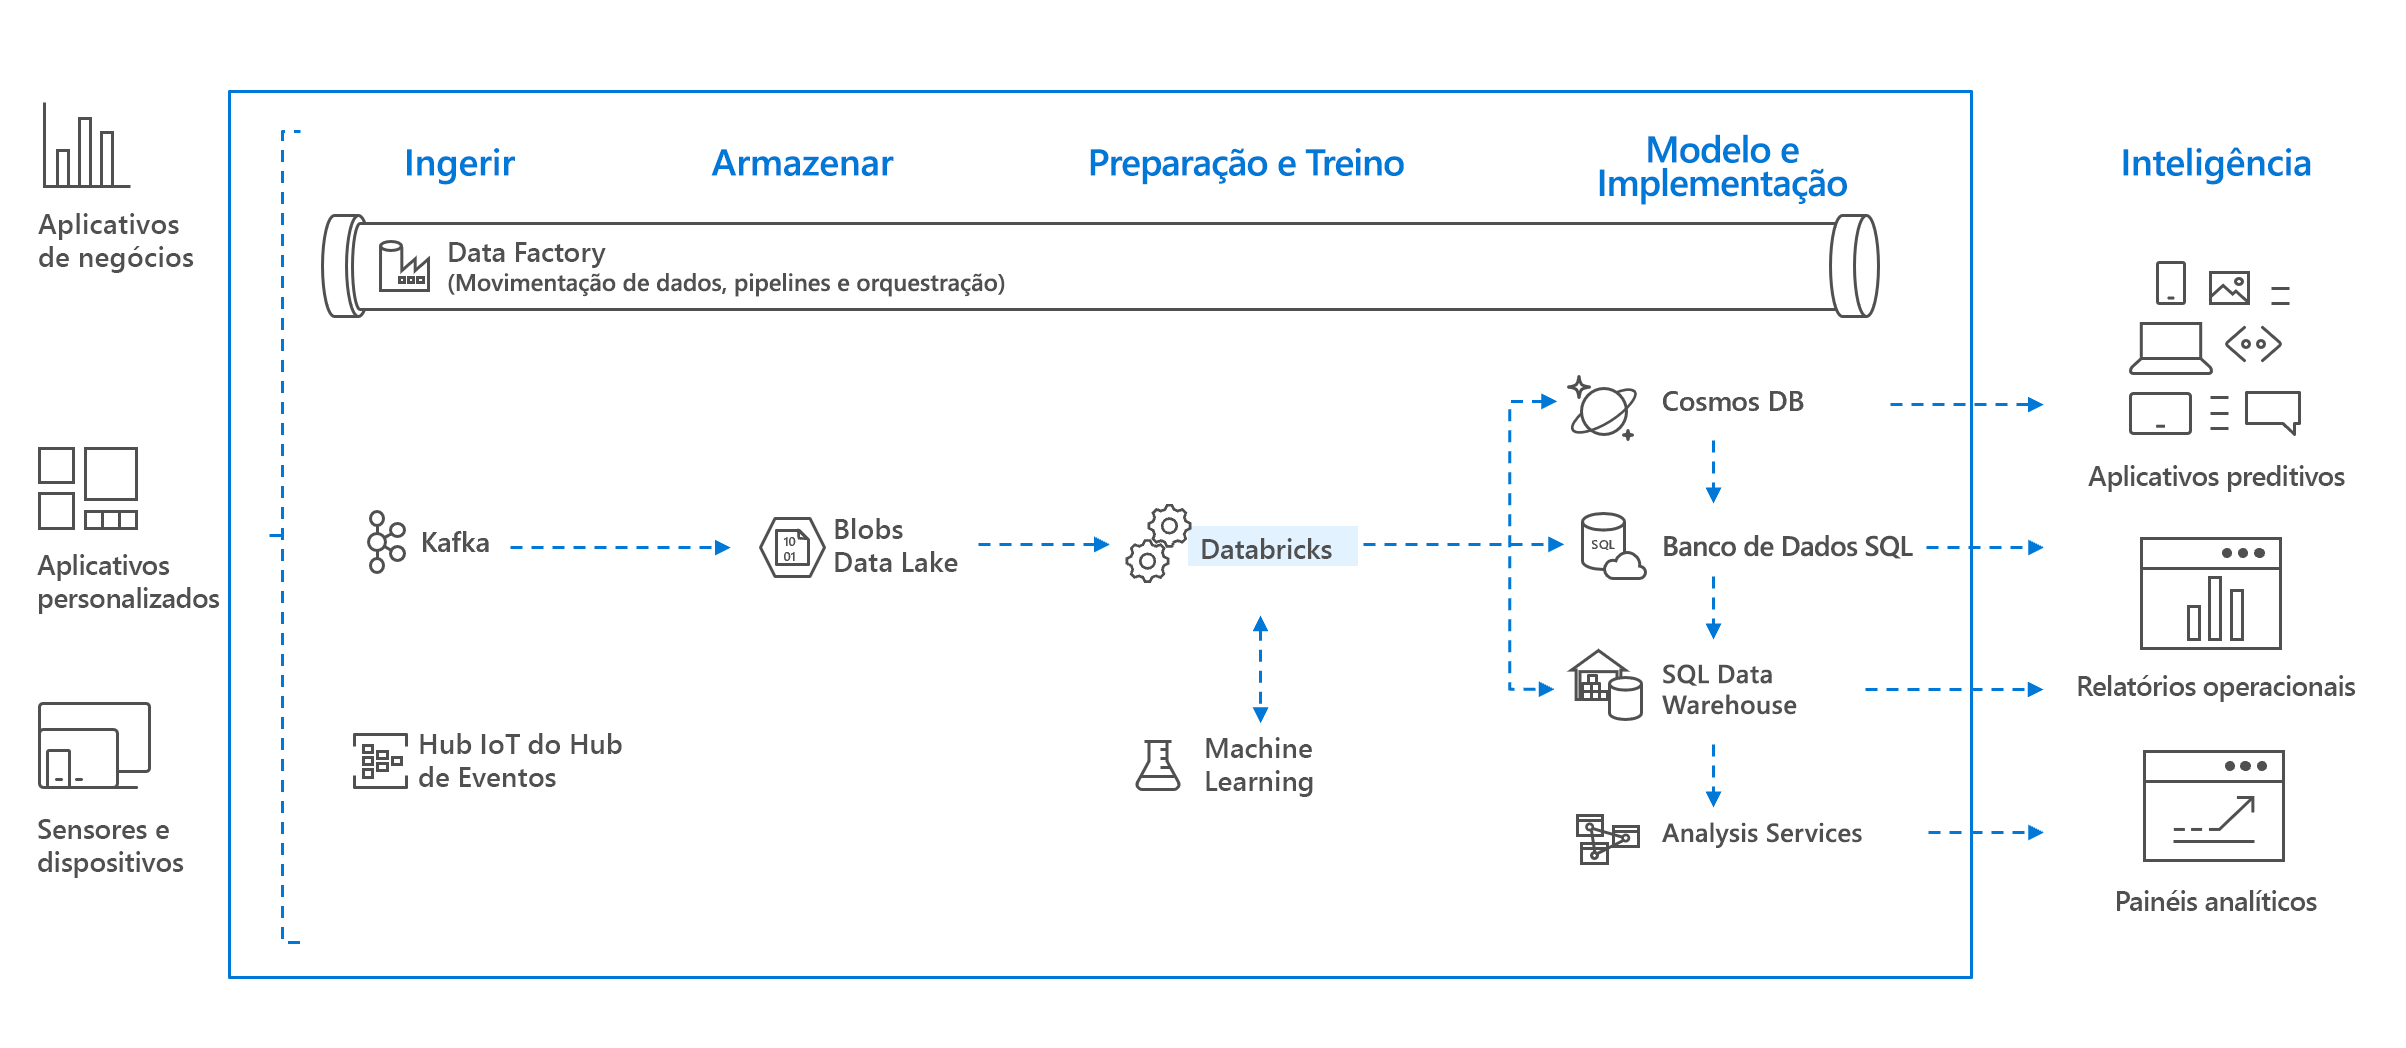 Ingerir
Armazenar
Preparação e Treino
Modelo e
Implementação
Inteligência
Aplicativos
de negócios
Data Factory
(Movimentação de dados, pipelines e orquestração)
Aplicativos
personalizados
Sensores e
dispositivos
Kafka
Hub IoT do Hub
de Eventos
10
01
Blobs
Data Lake
Databricks
Machine
Learning
Cosmos DB
SQL
Banco de Dados SQL
SQL Data
Warehouse
Analysis Services
Aplicativos preditivos
Relatórios operacionais
Painéis analíticos